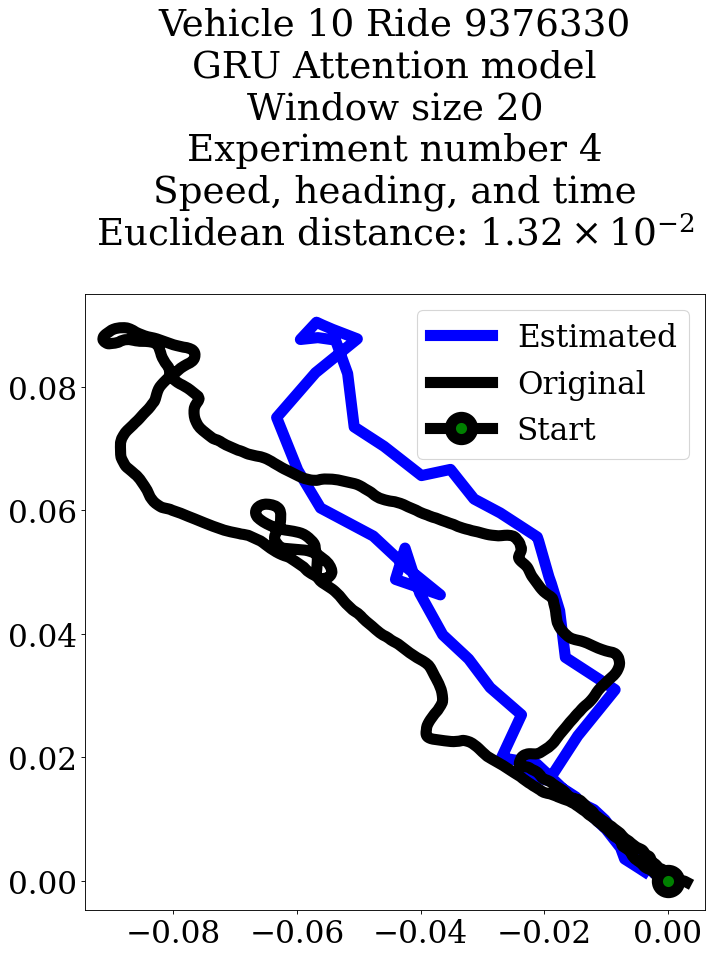 Vehicle 10 Ride 9376330
GRU Attention model
Window size 20
Experiment number 4
Speed, heading, and time
Euclidean distance: 1.32 × 10⁻²
Estimated
Original
Start
0.08
0.06
0.04
0.02
0.00
−0.08 −0.06 −0.04 −0.02 0.00